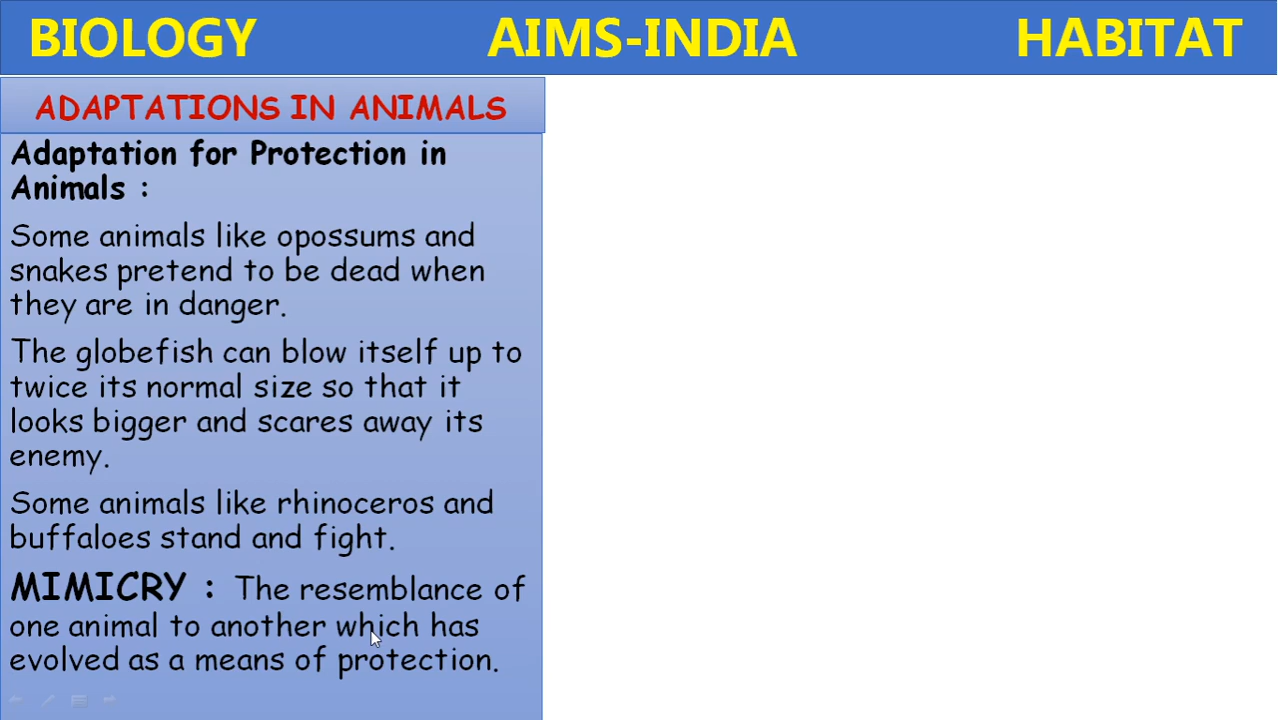 BIOLOGY AIMS-INDIA HABITAT
ADAPTATIONS IN ANIMALS
Adaptation for Protection in
Animals :
Some animals like opossums and
snakes pretend to be dead when
they are in danger.
The globefish can blow itself up to
twice its normal size so that it
looks bigger and scares away its
enemy.
Some animals like rhinoceros and
buffaloes stand and fight.
MIMICRY : The resemblance of
one animal to another which has
evolved as a means of protection.